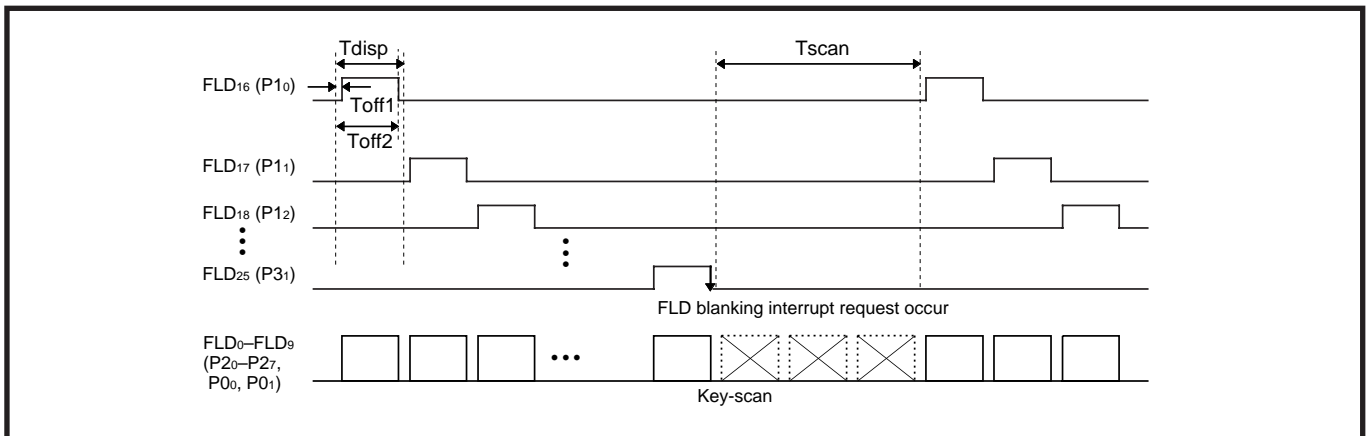 Tdisp
Tscan
FLD16 (P10)
Toff1
Toff2
FLD17 (P11)
FLD18 (P12)
FLD25 (P31)
FLD blanking interrupt request occur
FLD0–FLD9
(P20–P27,
P00, P01)
Key-scan